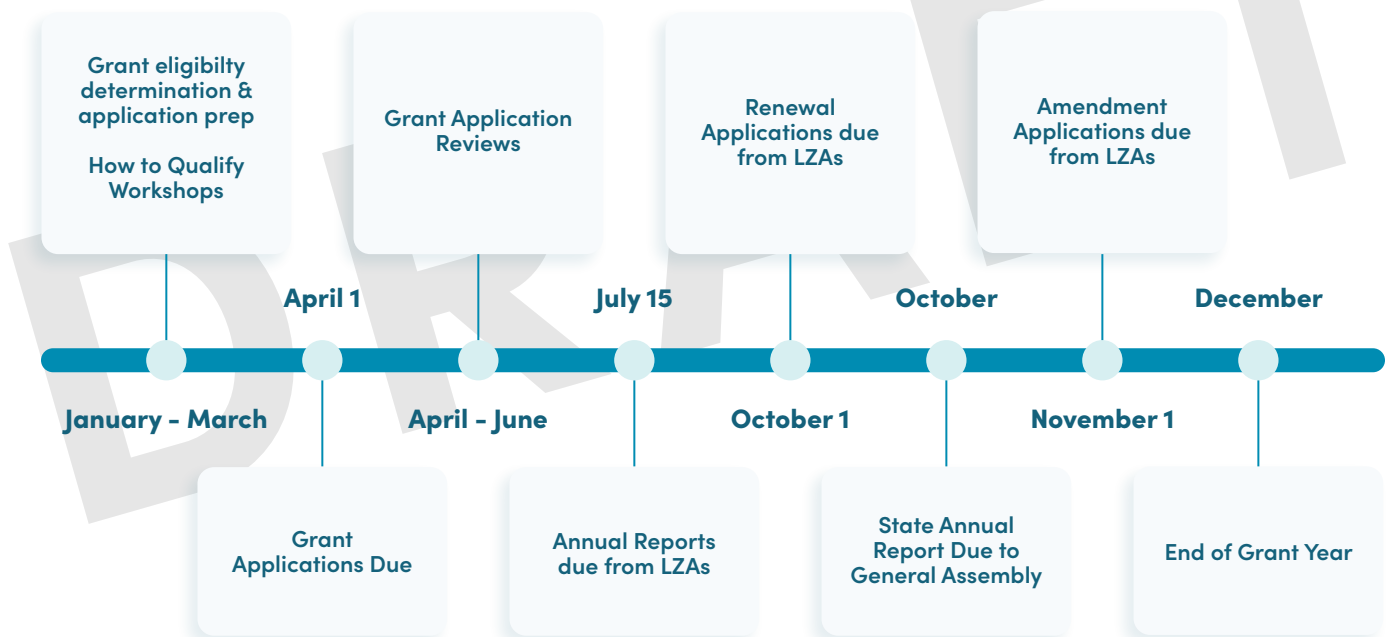 Grant eligibilty
determination &
application prep
How to Qualify
Workshops
Grant Application
Reviews
Renewal
Applications due
from LZAs
Amendment
Applications due
from LZAs
April 1
July 15
October
December
January - March
April - June
October 1
November 1
Grant
Applications Due
Annual Reports
due from LZAs
State Annual
Report Due to
General Assembly
End of Grant Year
DRAFT